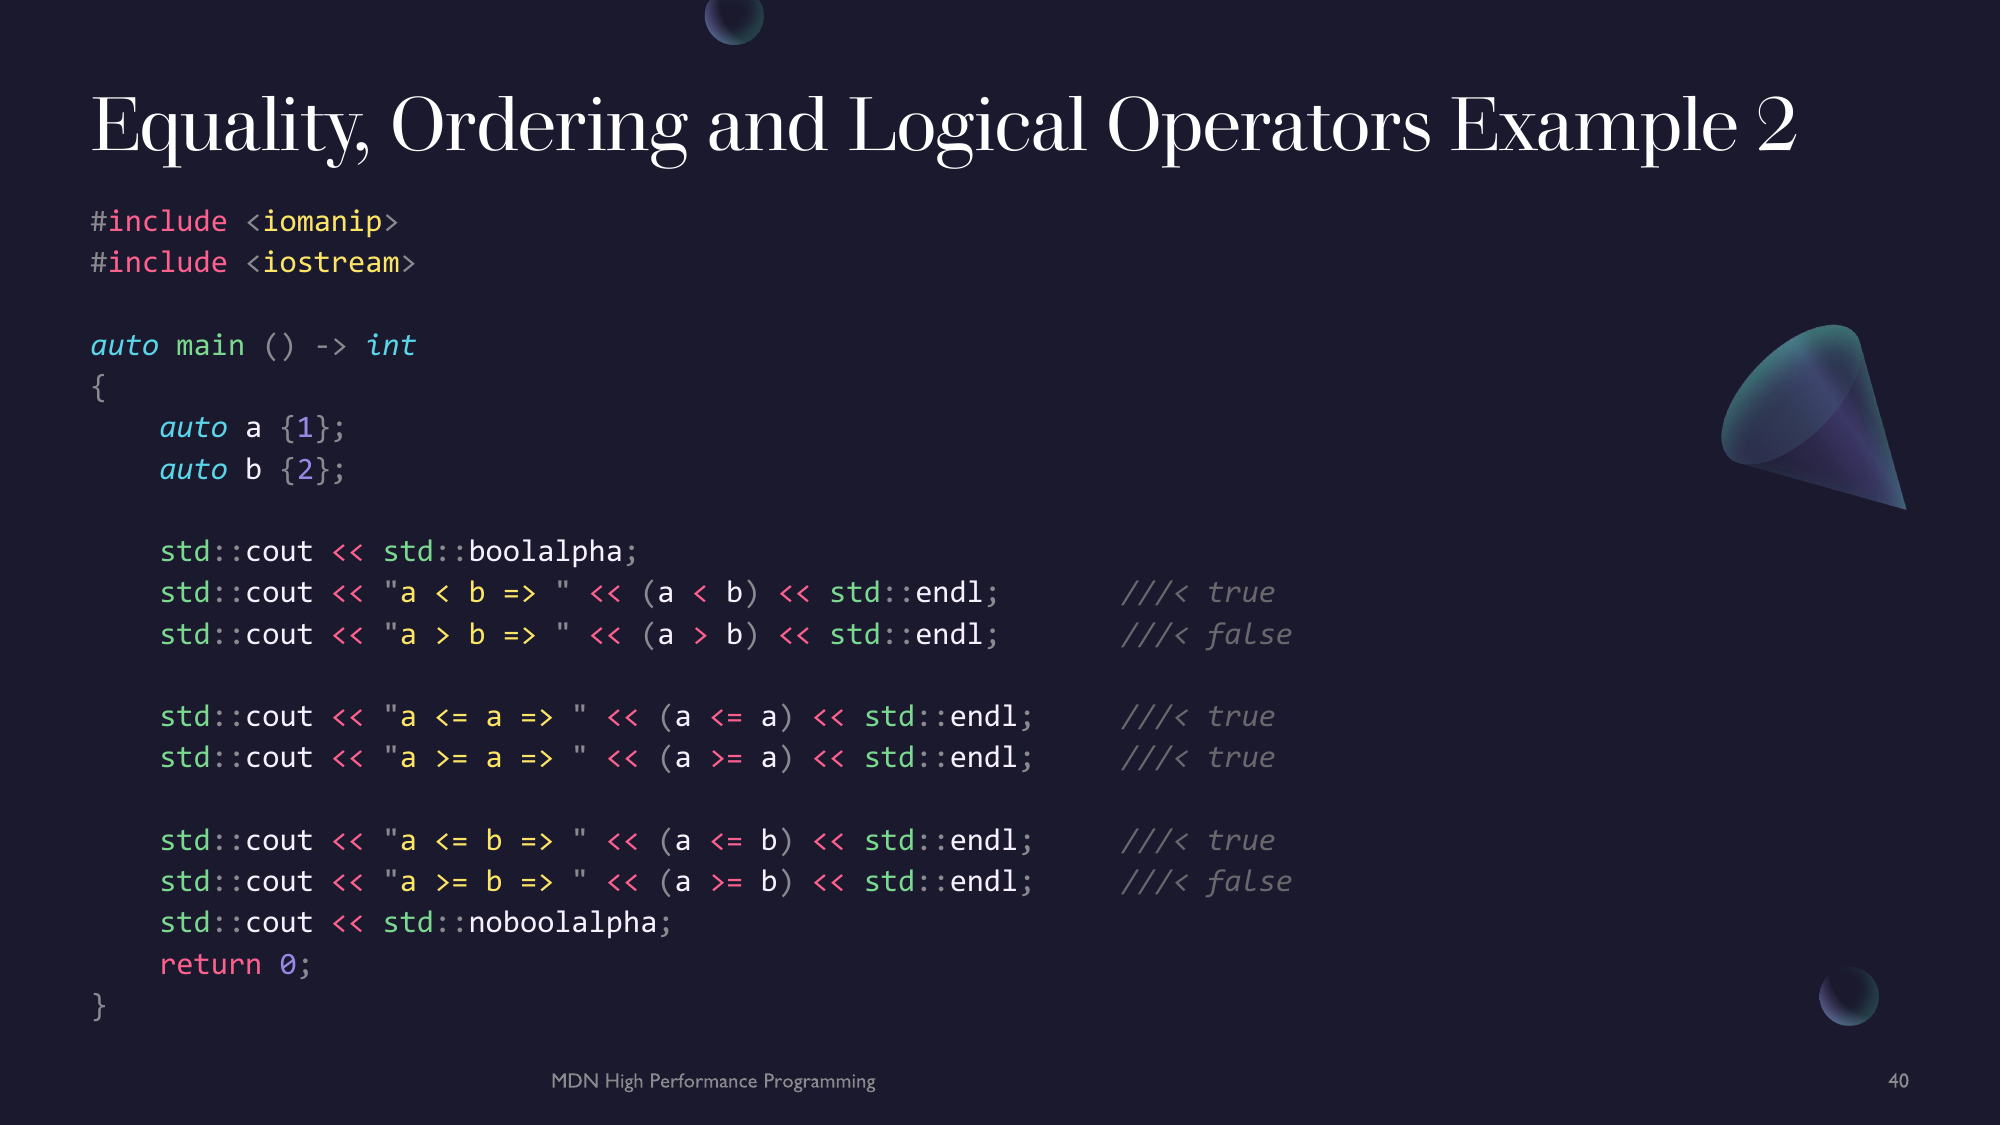 Equality, Ordering and Logical Operators Example 2
#include <iomanip>
#include <iostream>
auto main () -> int
{
    auto a {1};
    auto b {2};
    std::cout << std::boolalpha;
    std::cout << "a < b => " << (a < b) << std::endl;       ///< true
    std::cout << "a > b => " << (a > b) << std::endl;       ///< false
    std::cout << "a <= a => " << (a <= a) << std::endl;     ///< true
    std::cout << "a >= a => " << (a >= a) << std::endl;     ///< true
    std::cout << "a <= b => " << (a <= b) << std::endl;     ///< true
    std::cout << "a >= b => " << (a >= b) << std::endl;     ///< false
    std::cout << std::noboolalpha;
    return 0;
}
MDN High Performance Programming
40